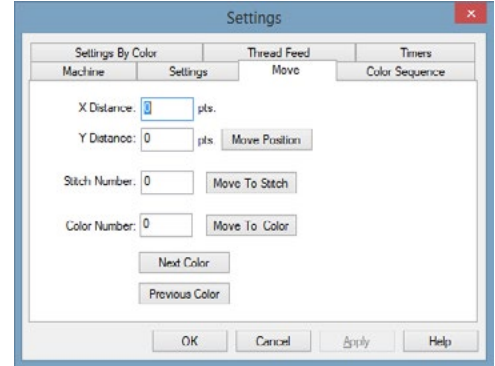 Settings
Settings By Color Thread Feed Timers
Machine Settings Move Color Sequence
X Distance: 0 pts.
Y Distance: 0 pts Move Position
Stitch Number: 0 Move To Stitch
Color Number: 0 Move To Color
Next Color
Previous Color
OK Cancel Apply Help